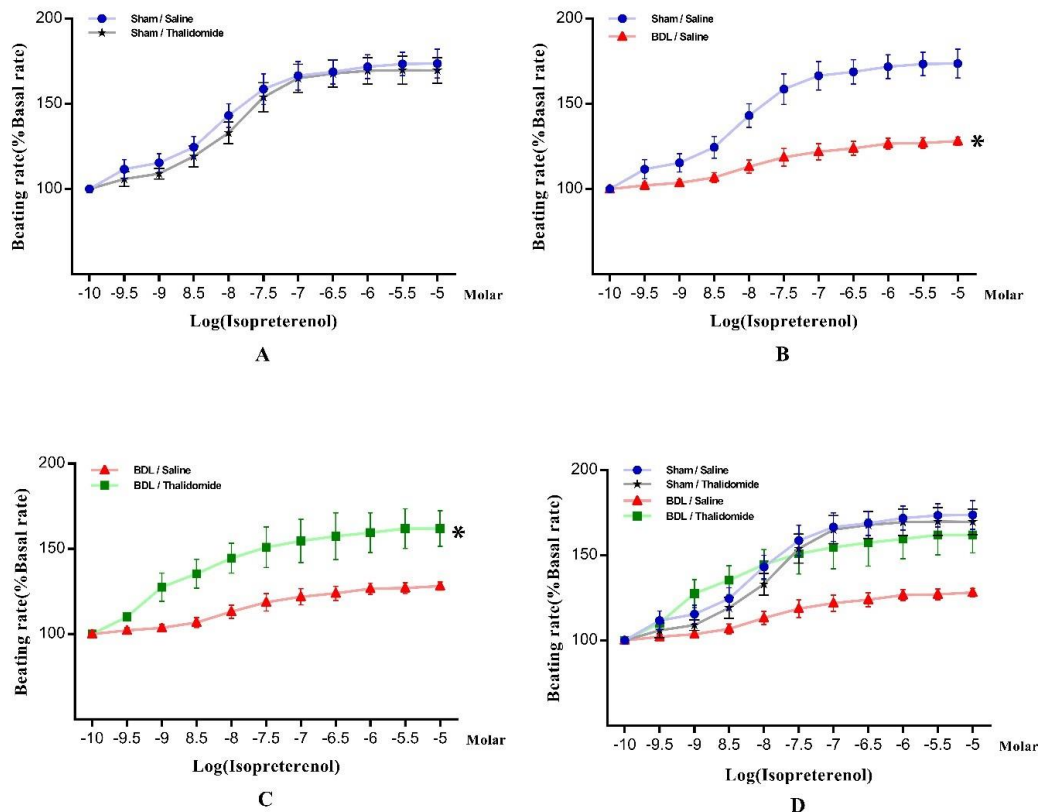 200
Sham / Saline
Sham / Thalidomide
150
100
Beating rate(%Basal rate)
-10 -9.5 -9 8.5 -8 -7.5 -7 -6.5 -6 -5.5 -5 Molar
Log(Isopreterenol)
A
200
Sham / Saline
BDL / Saline
150
100
Beating rate(%Basal rate)
*
-10 -9.5 -9 8.5 -8 -7.5 -7 -6.5 -6 -5.5 -5 Molar
Log(Isopreterenol)
B
200
BDL / Saline
BDL / Thalidomide
150
100
Beating rate(%Basal rate)
*
-10 -9.5 -9 8.5 -8 -7.5 -7 -6.5 -6 -5.5 -5 Molar
Log(Isopreterenol)
C
200
Sham / Saline
Sham / Thalidomide
BDL / Saline
BDL / Thalidomide
150
100
Beating rate(%Basal rate)
-10 -9.5 -9 8.5 -8 -7.5 -7 -6.5 -6 -5.5 -5 Molar
Log(Isopreterenol)
D